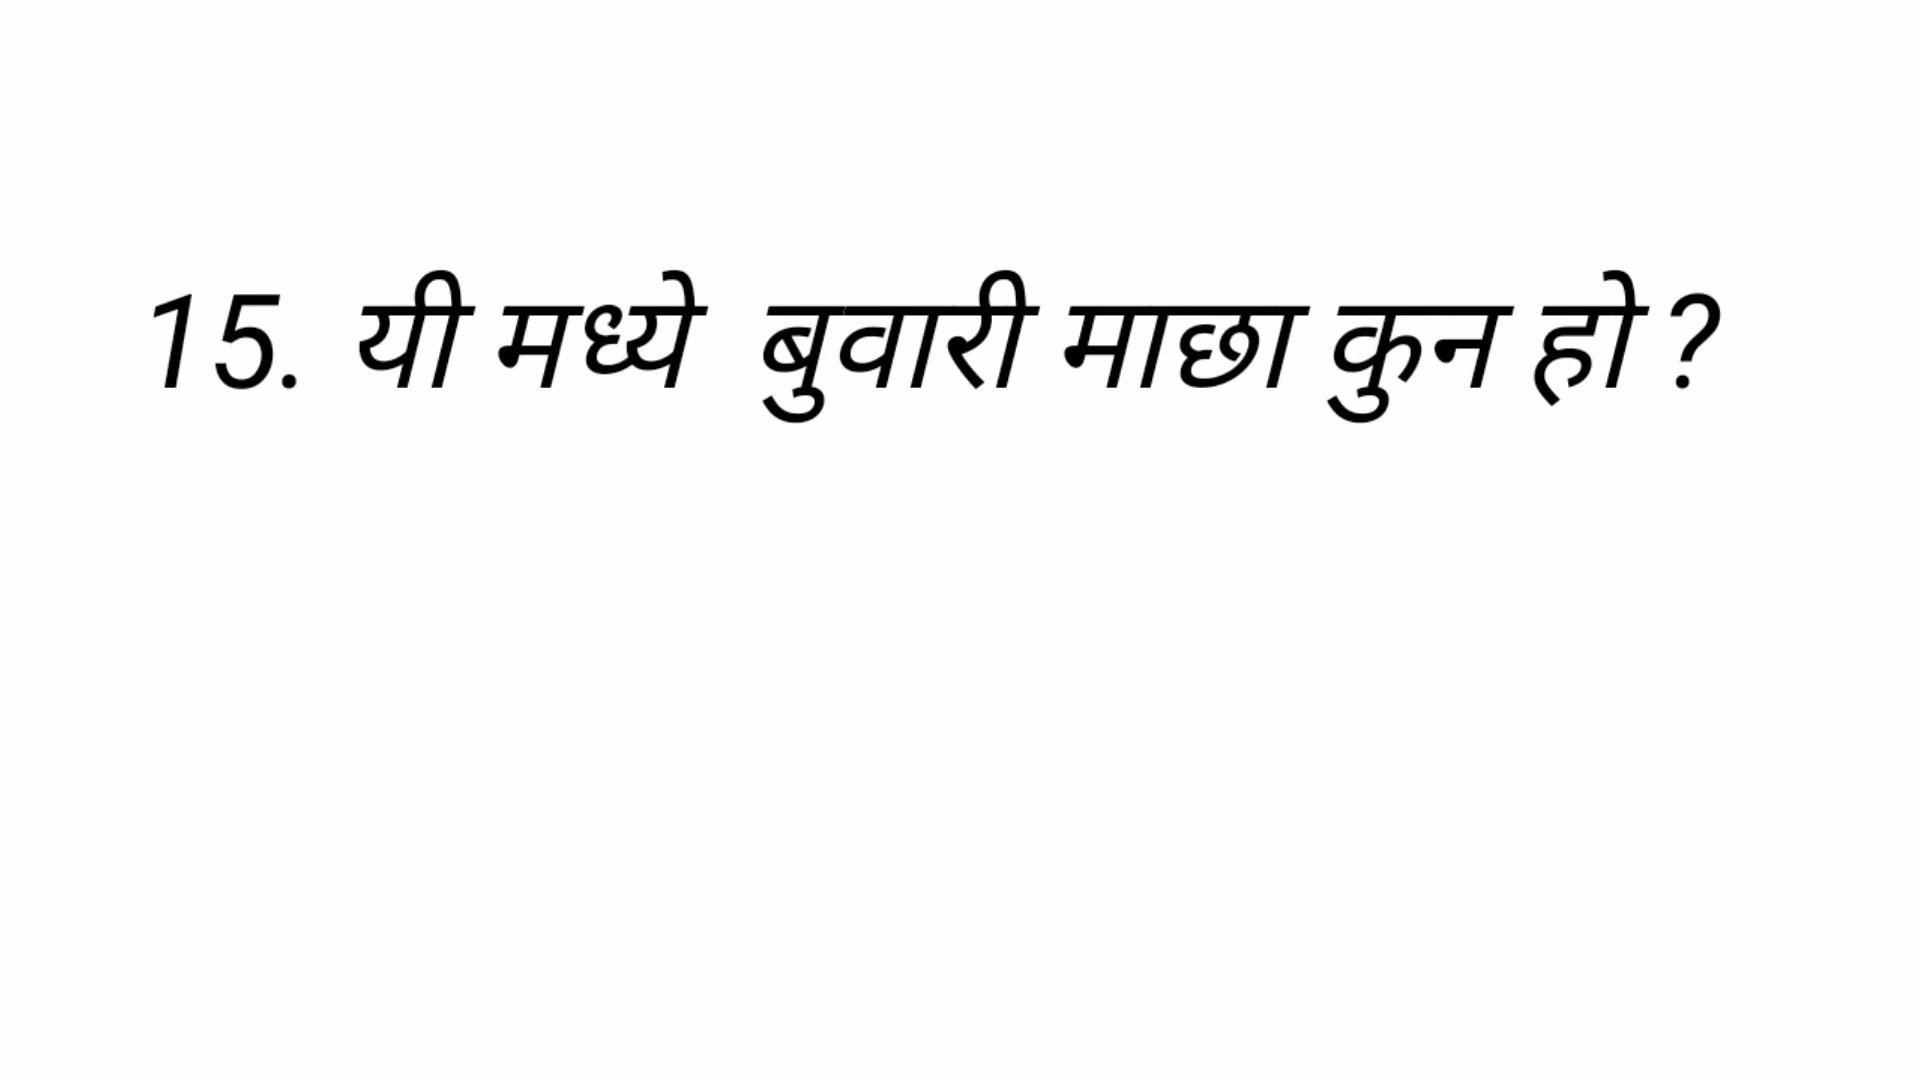 15. यी मध्ये  बुवारी माछा कुन हो ?